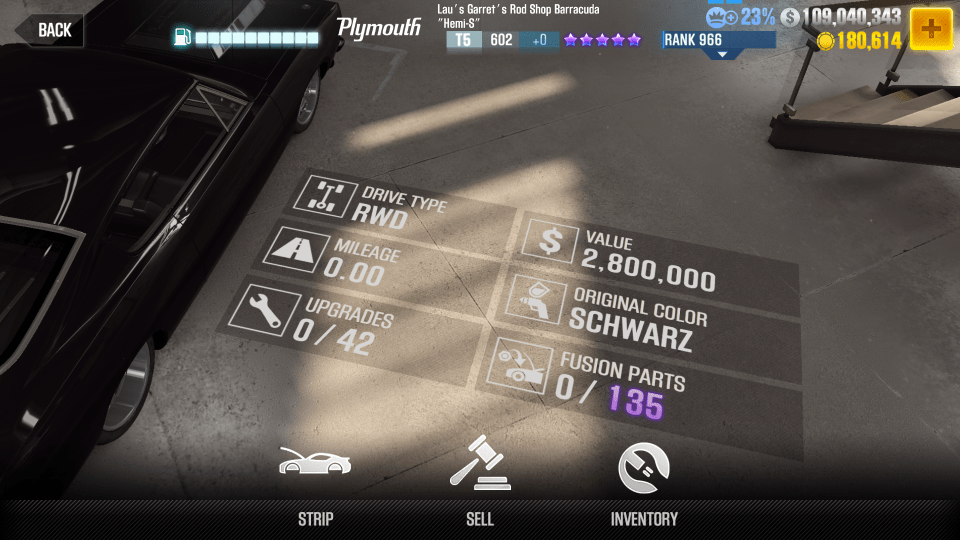 BACK
Plymouth
Lau's Garret's Rod Shop Barracuda
"Hemi-S"
T5 602 +0
23%
$ 109,040,343
RANK 966
180,614
DRIVE TYPE
RWD
MILEAGE
0.00
UPGRADES
0/42
$
VALUE
2,800,000
ORIGINAL COLOR
SCHWARZ
FUSION PARTS
0/135
STRIP
SELL
INVENTORY